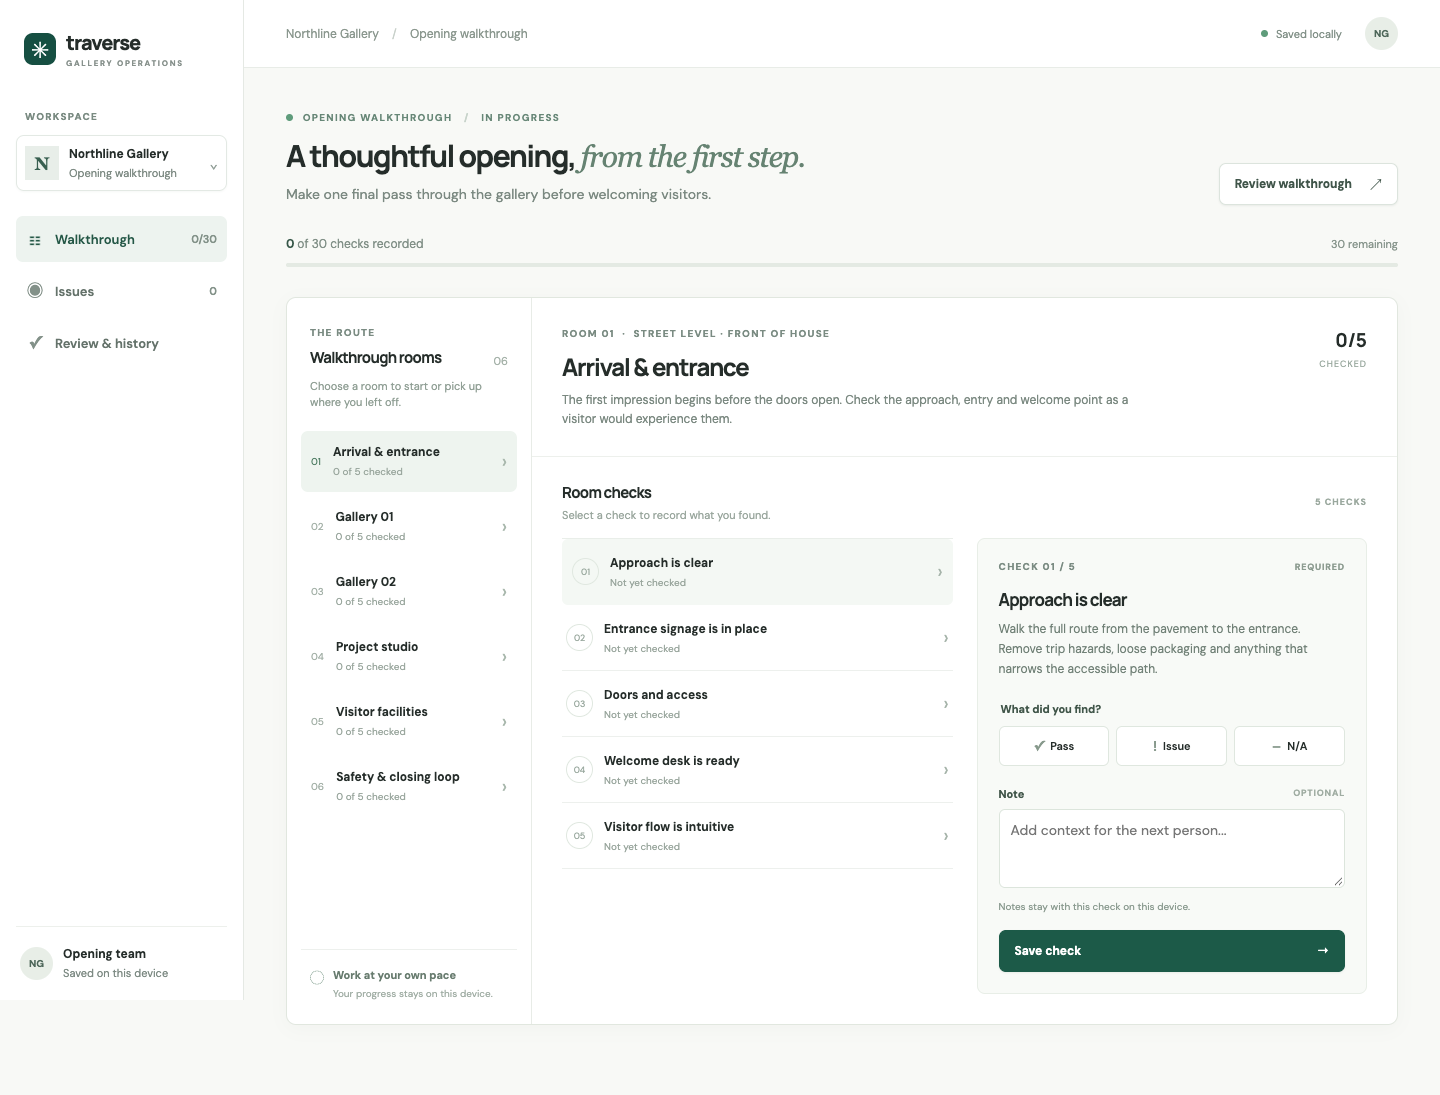 traverse
GALLERY OPERATIONS
WORKSPACE
N
Northline Gallery
Opening walkthrough
Walkthrough 0/30
Issues 0
Review & history
NG
Opening team
Saved on this device
Northline Gallery / Opening walkthrough
Saved locally NG
OPENING WALKTHROUGH / IN PROGRESS
A thoughtful opening, from the first step.
Make one final pass through the gallery before welcoming visitors.
Review walkthrough ↗
0 of 30 checks recorded
30 remaining
THE ROUTE
Walkthrough rooms 06
Choose a room to start or pick up
where you left off.
01 Arrival & entrance
0 of 5 checked
02 Gallery 01
0 of 5 checked
03 Gallery 02
0 of 5 checked
04 Project studio
0 of 5 checked
05 Visitor facilities
0 of 5 checked
06 Safety & closing loop
0 of 5 checked
Work at your own pace
Your progress stays on this device.
ROOM 01 · STREET LEVEL · FRONT OF HOUSE
Arrival & entrance
The first impression begins before the doors open. Check the approach, entry and welcome point as a
visitor would experience them.
0/5
CHECKED
Room checks
Select a check to record what you found.
5 CHECKS
01 Approach is clear
Not yet checked
02 Entrance signage is in place
Not yet checked
03 Doors and access
Not yet checked
04 Welcome desk is ready
Not yet checked
05 Visitor flow is intuitive
Not yet checked
CHECK 01 / 5 REQUIRED
Approach is clear
Walk the full route from the pavement to the entrance.
Remove trip hazards, loose packaging and anything that
narrows the accessible path.
What did you find?
✓ Pass
! Issue
– N/A
Note OPTIONAL
Add context for the next person...
Notes stay with this check on this device.
Save check →